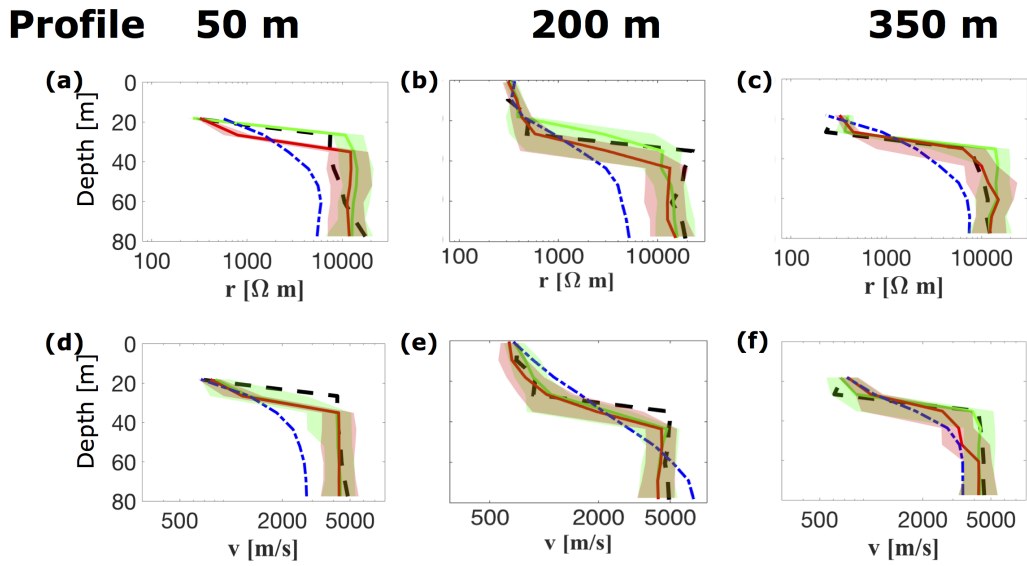 Profile 50 m 200 m 350 m
(a) (b) (c)
Depth [m]
0
20
40
60
80
100 1000 10000
100 1000 10000
100 1000 10000
r [Ω m]
r [Ω m]
r [Ω m]
(d) (e) (f)
Depth [m]
0
20
40
60
80
500 2000 5000
500 2000 5000
500 2000 5000
v [m/s]
v [m/s]
v [m/s]